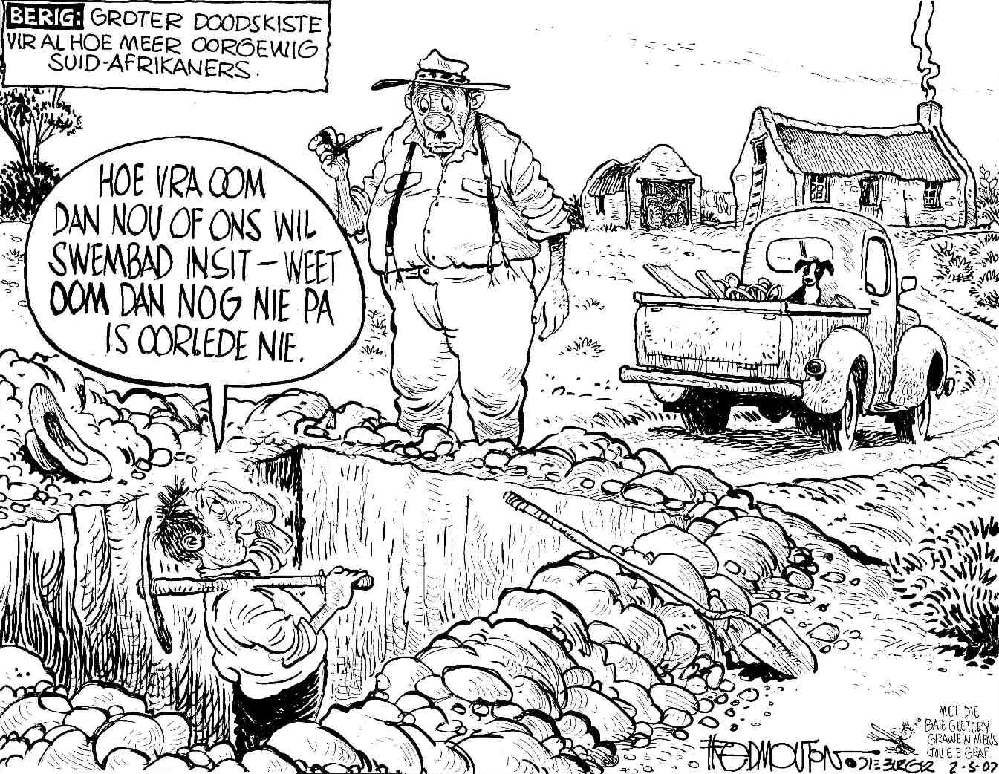 BERIG: GROTER DOODSKISTE
VIR AL HOE MEER OORGEWIG
SUID-AFRIKANERS.
HOE VRA OOM
DAN NOU OF ONS WIL
SWEMBAD INSIT – WEET
OOM DAN NOG NIE PA
IS OORLEDE NIE.
MET DIE
BAIE GEETERY
GRAWE 'N MENS
JOU EIE GRAF.
FRED MOUTON © DIE BURGER 2-5-07